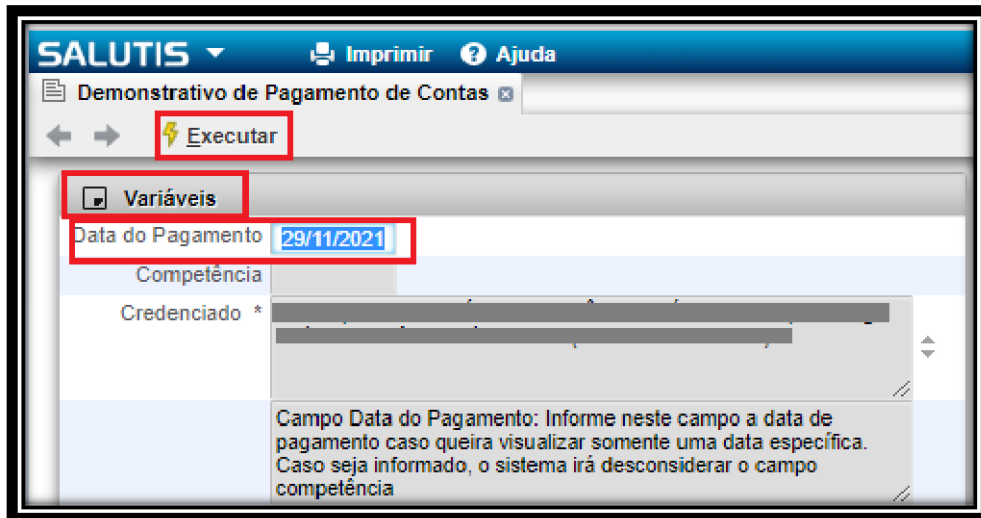 SALUTIS Imprimir Ajuda
Demonstrativo de Pagamento de Contas
Executar
Variáveis
Data do Pagamento 29/11/2021
Competência
Credenciado *
Campo Data do Pagamento: Informe neste campo a data de
pagamento caso queira visualizar somente uma data específica.
Caso seja informado, o sistema irá desconsiderar o campo
competência